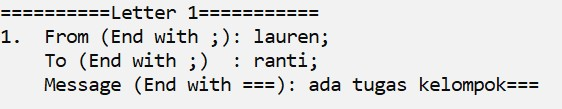 ==========Letter 1===========
1.  From (End with ;): lauren;
    To (End with ;)  : ranti;
    Message (End with ===): ada tugas kelompok===